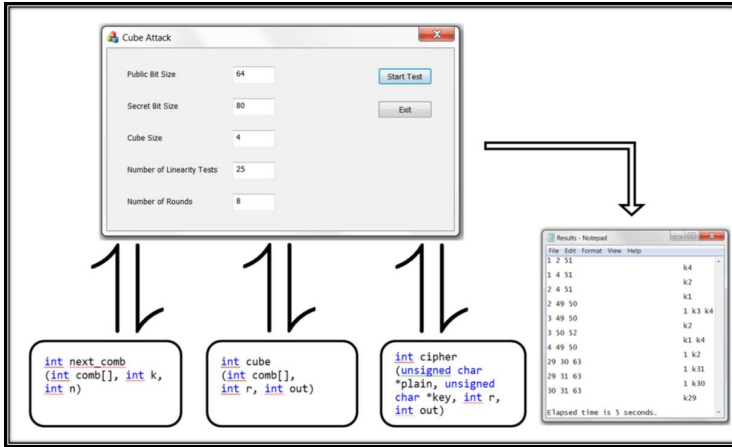 Cube Attack
Public Bit Size 64
Start Test
Secret Bit Size 80
Exit
Cube Size 4
Number of Linearity Tests 25
Number of Rounds 8
Results - Notepad
File Edit Format View Help
1 2 51
k4
1 4 51
k2
2 4 51
k1
2 49 50
1 k3 k4
3 49 50
k2
3 50 52
k1 k4
4 49 50
1 k2
29 30 63
1 k31
29 31 63
1 k30
30 31 63
k29
Elapsed time is 5 seconds.
int next_comb
(int comb[], int k,
int n)
int cube
(int comb[],
int r, int out)
int cipher
(unsigned char
*plain, unsigned
char *key, int r,
int out)